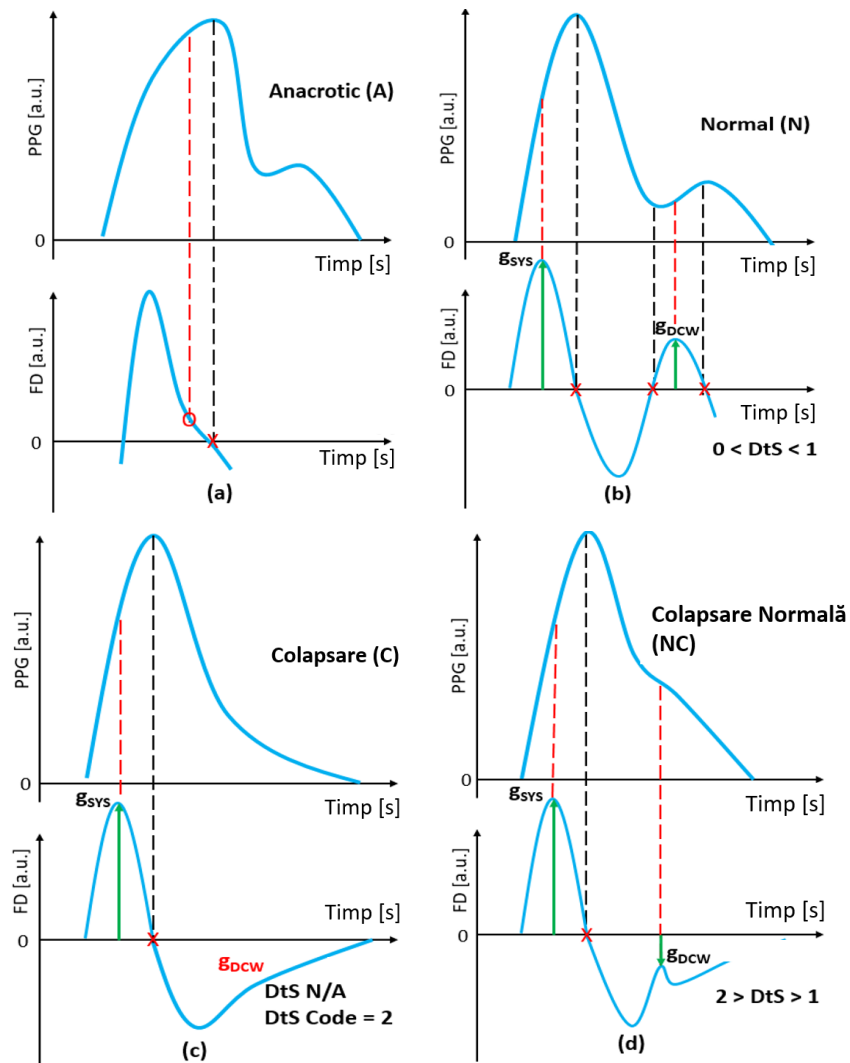 PPG [a.u.]
Anacrotic (A)
0
Timp [s]
FD [a.u.]
0
Timp [s]
(a)
PPG [a.u.]
Normal (N)
0
Timp [s]
gSYS
FD [a.u.]
gDCW
0
Timp [s]
0 < DtS < 1
(b)
PPG [a.u.]
Colapsare (C)
0
Timp [s]
gSYS
FD [a.u.]
0
Timp [s]
gDCW
DtS N/A
DtS Code = 2
(c)
PPG [a.u.]
Colapsare Normală
(NC)
0
Timp [s]
gSYS
FD [a.u.]
Timp [s]
0
gDCW
2 > DtS > 1
(d)